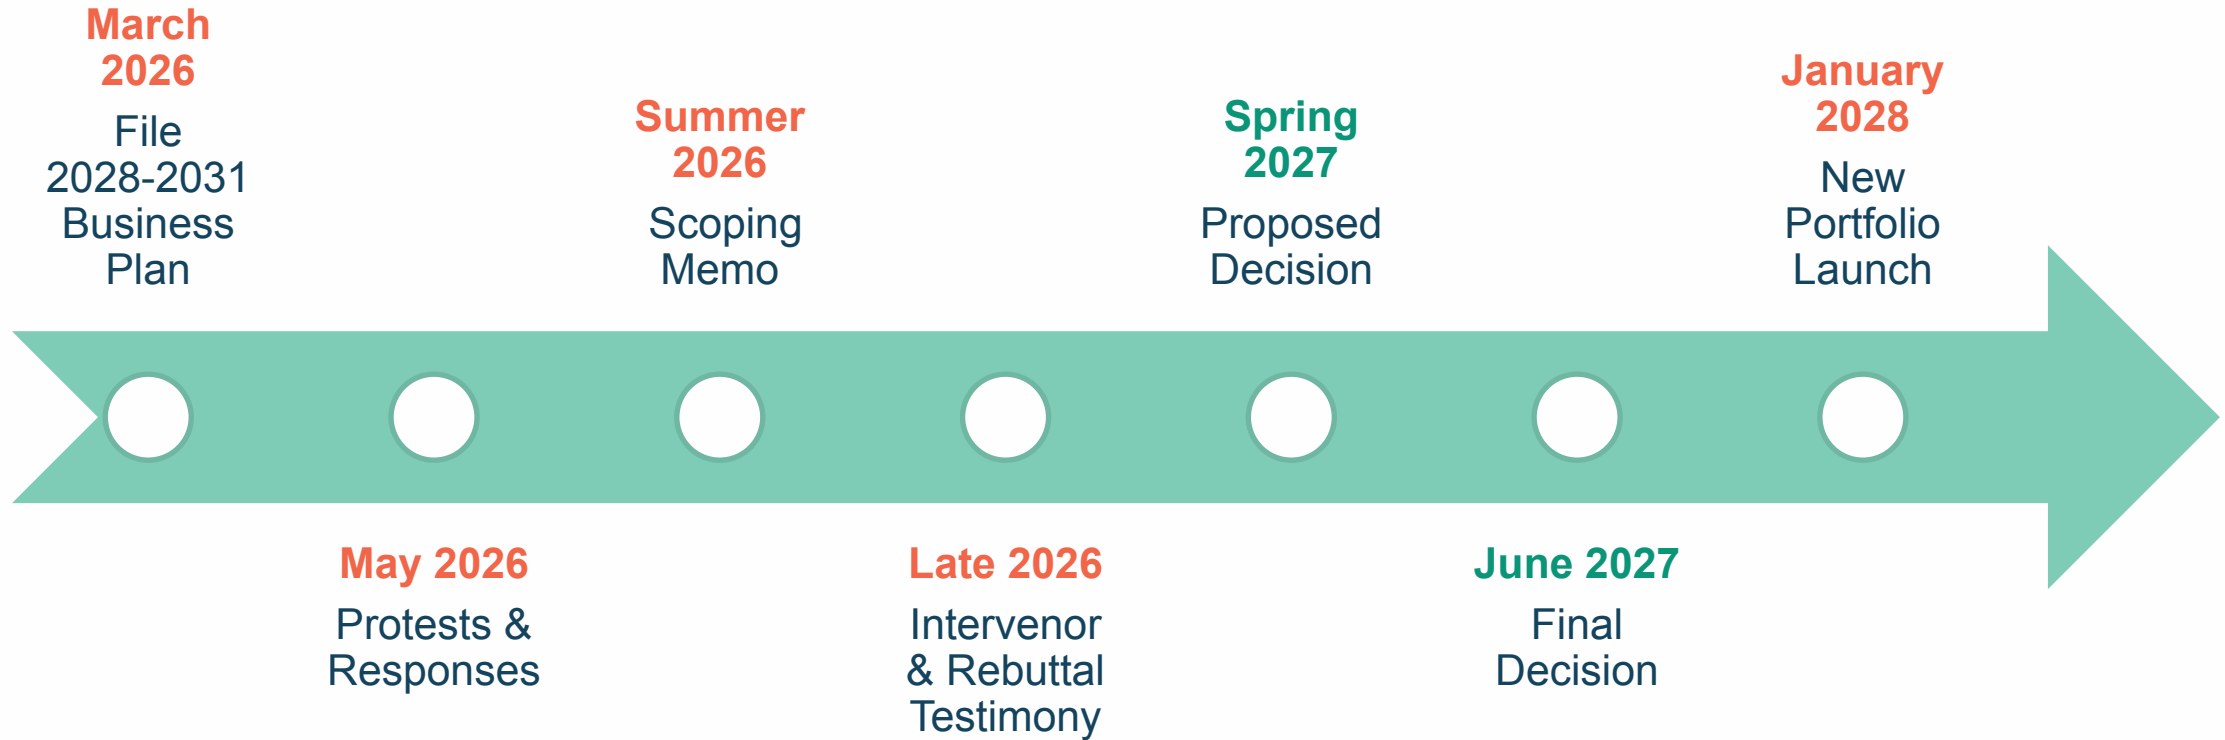 March
2026
File
2028-2031
Business
Plan
May 2026
Protests &
Responses
Summer
2026
Scoping
Memo
Late 2026
Intervenor
& Rebuttal
Testimony
Spring
2027
Proposed
Decision
June 2027
Final
Decision
January
2028
New
Portfolio
Launch